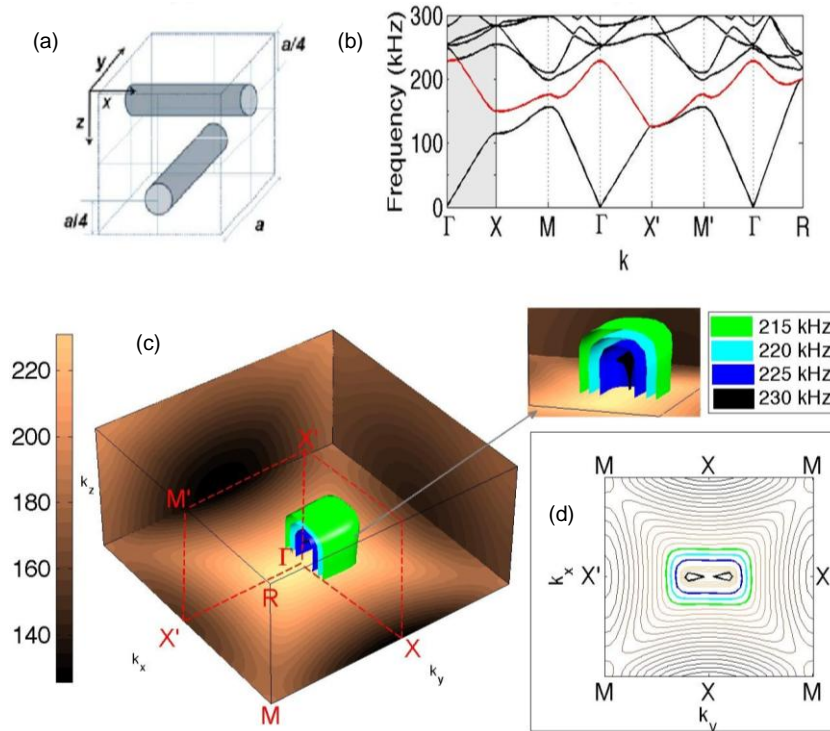 (a)
a/4
y
x
z
a/4
a
(b)
Frequency (kHz)
300
200
100
0
Γ X M Γ X' M' Γ R
k
(c)
220
200
180
160
140
k_z
M'
X'
Γ
R
X'
X
M
k_x
k_y
215 kHz
220 kHz
225 kHz
230 kHz
(d)
M X M
k_x
X' X'
M X M
k_y